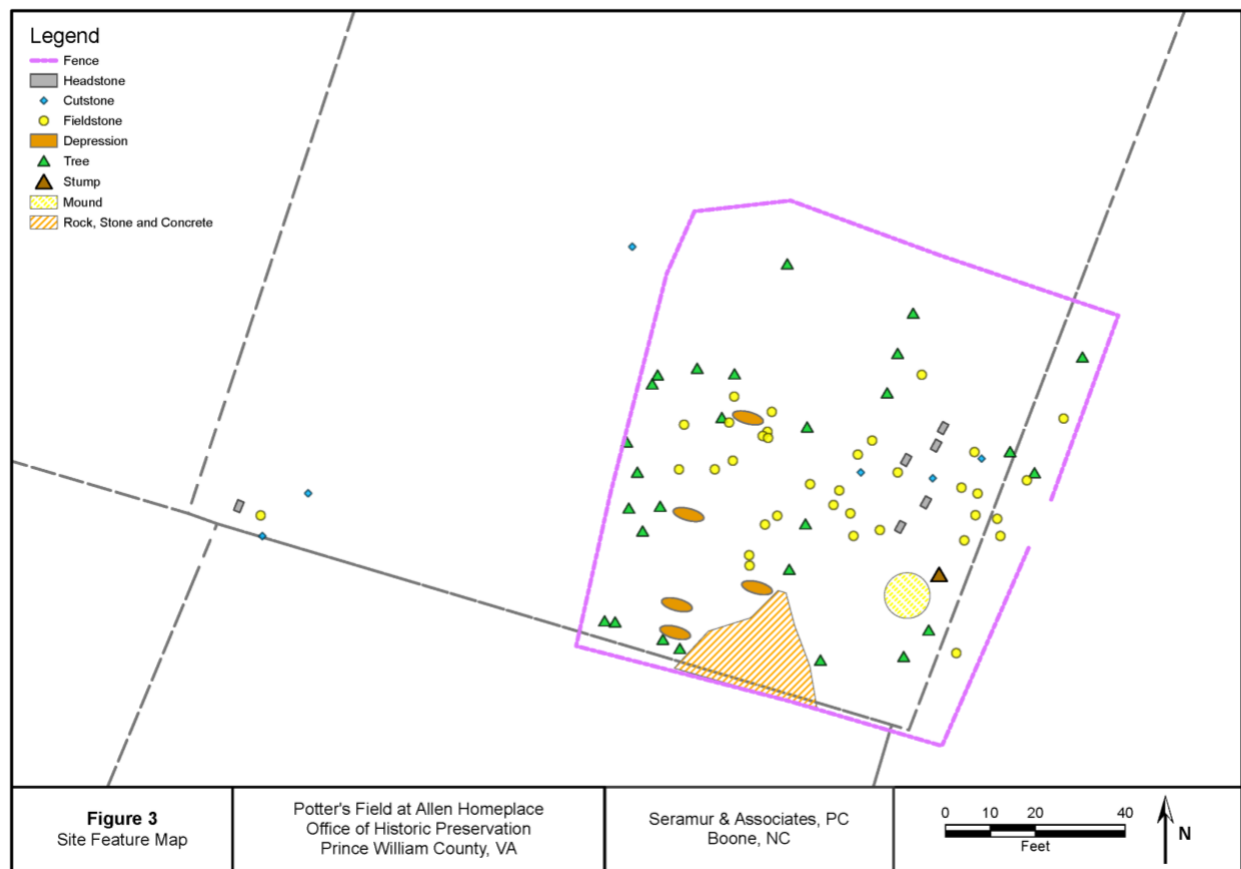 Legend
Fence
Headstone
Cutstone
Fieldstone
Depression
Tree
Stump
Mound
Rock, Stone and Concrete
Figure 3
Site Feature Map
Potter's Field at Allen Homeplace
Office of Historic Preservation
Prince William County, VA
Seramur & Associates, PC
Boone, NC
0 10 20 40
Feet
N